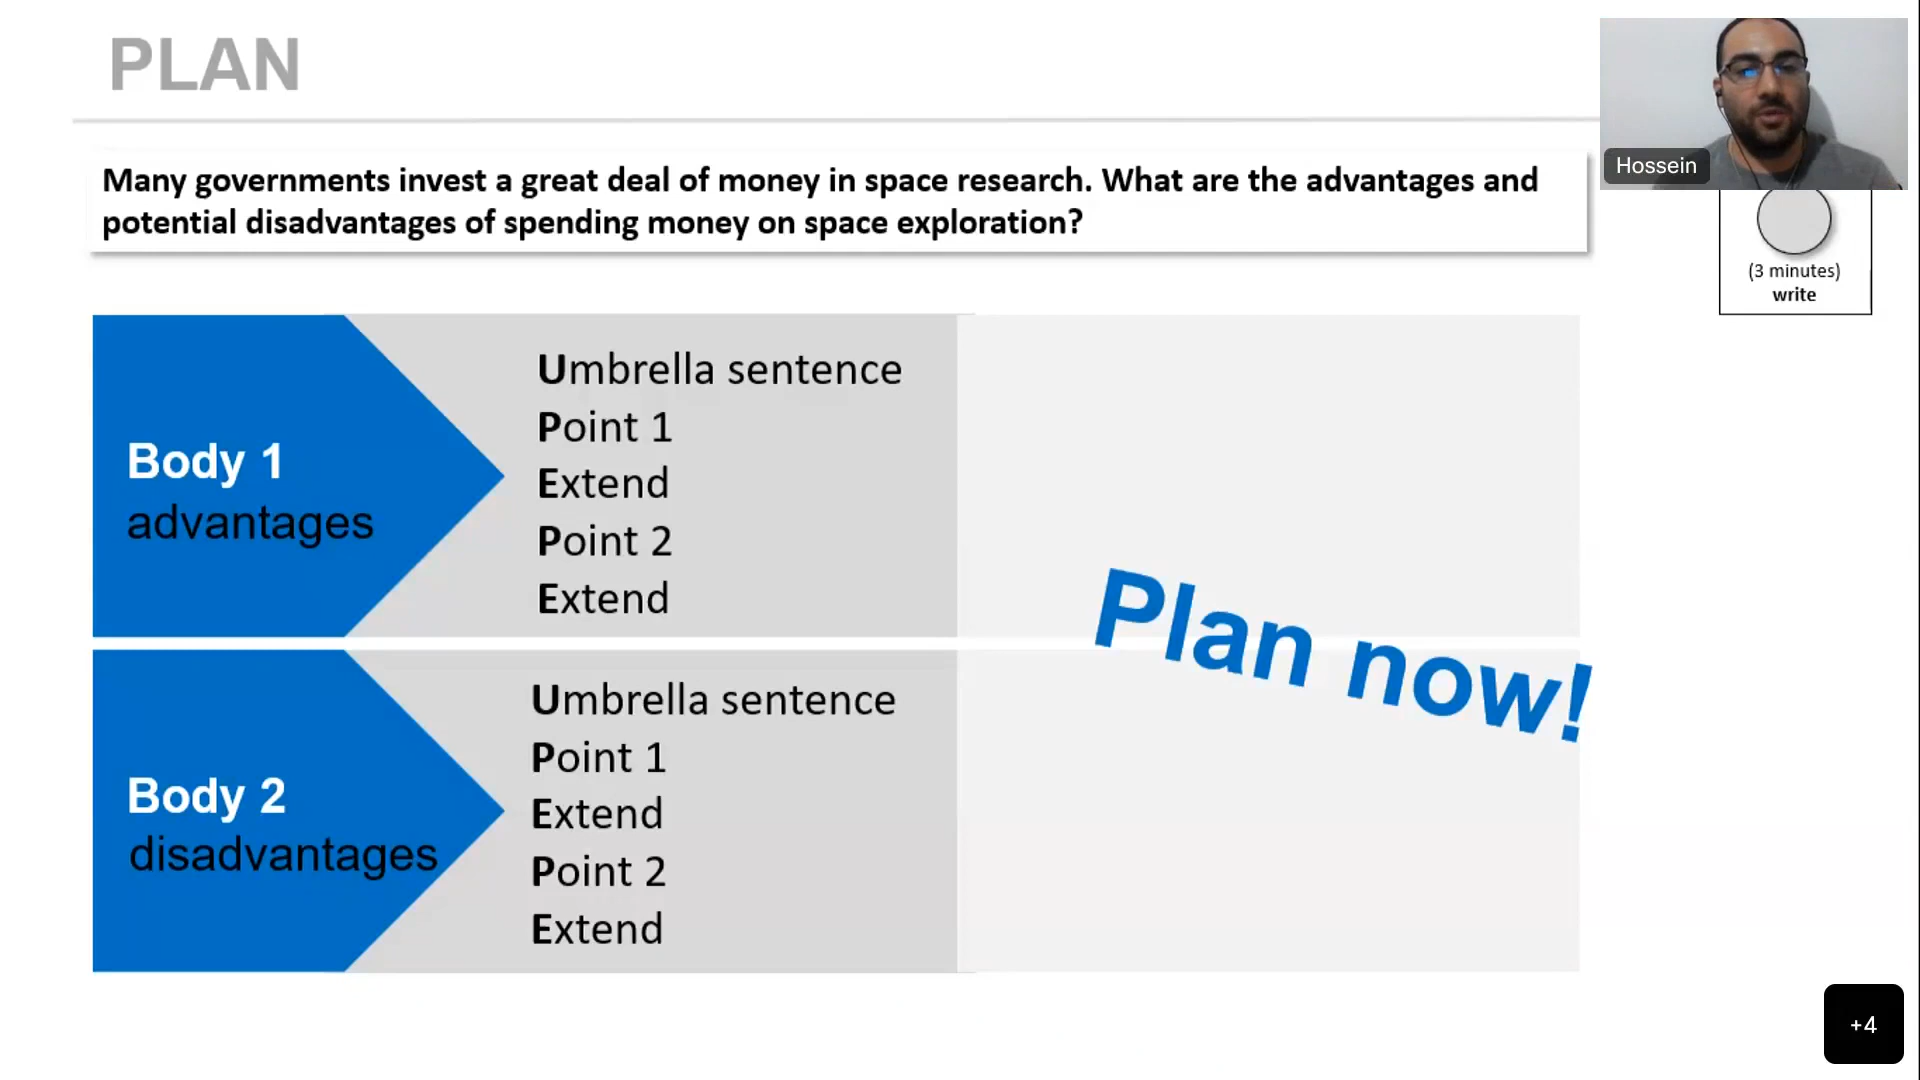 PLAN
Many governments invest a great deal of money in space research. What are the advantages and
potential disadvantages of spending money on space exploration?
Hossein
(3 minutes)
write
Body 1
advantages
Umbrella sentence
Point 1
Extend
Point 2
Extend
Plan now!
Body 2
disadvantages
Umbrella sentence
Point 1
Extend
Point 2
Extend
+4